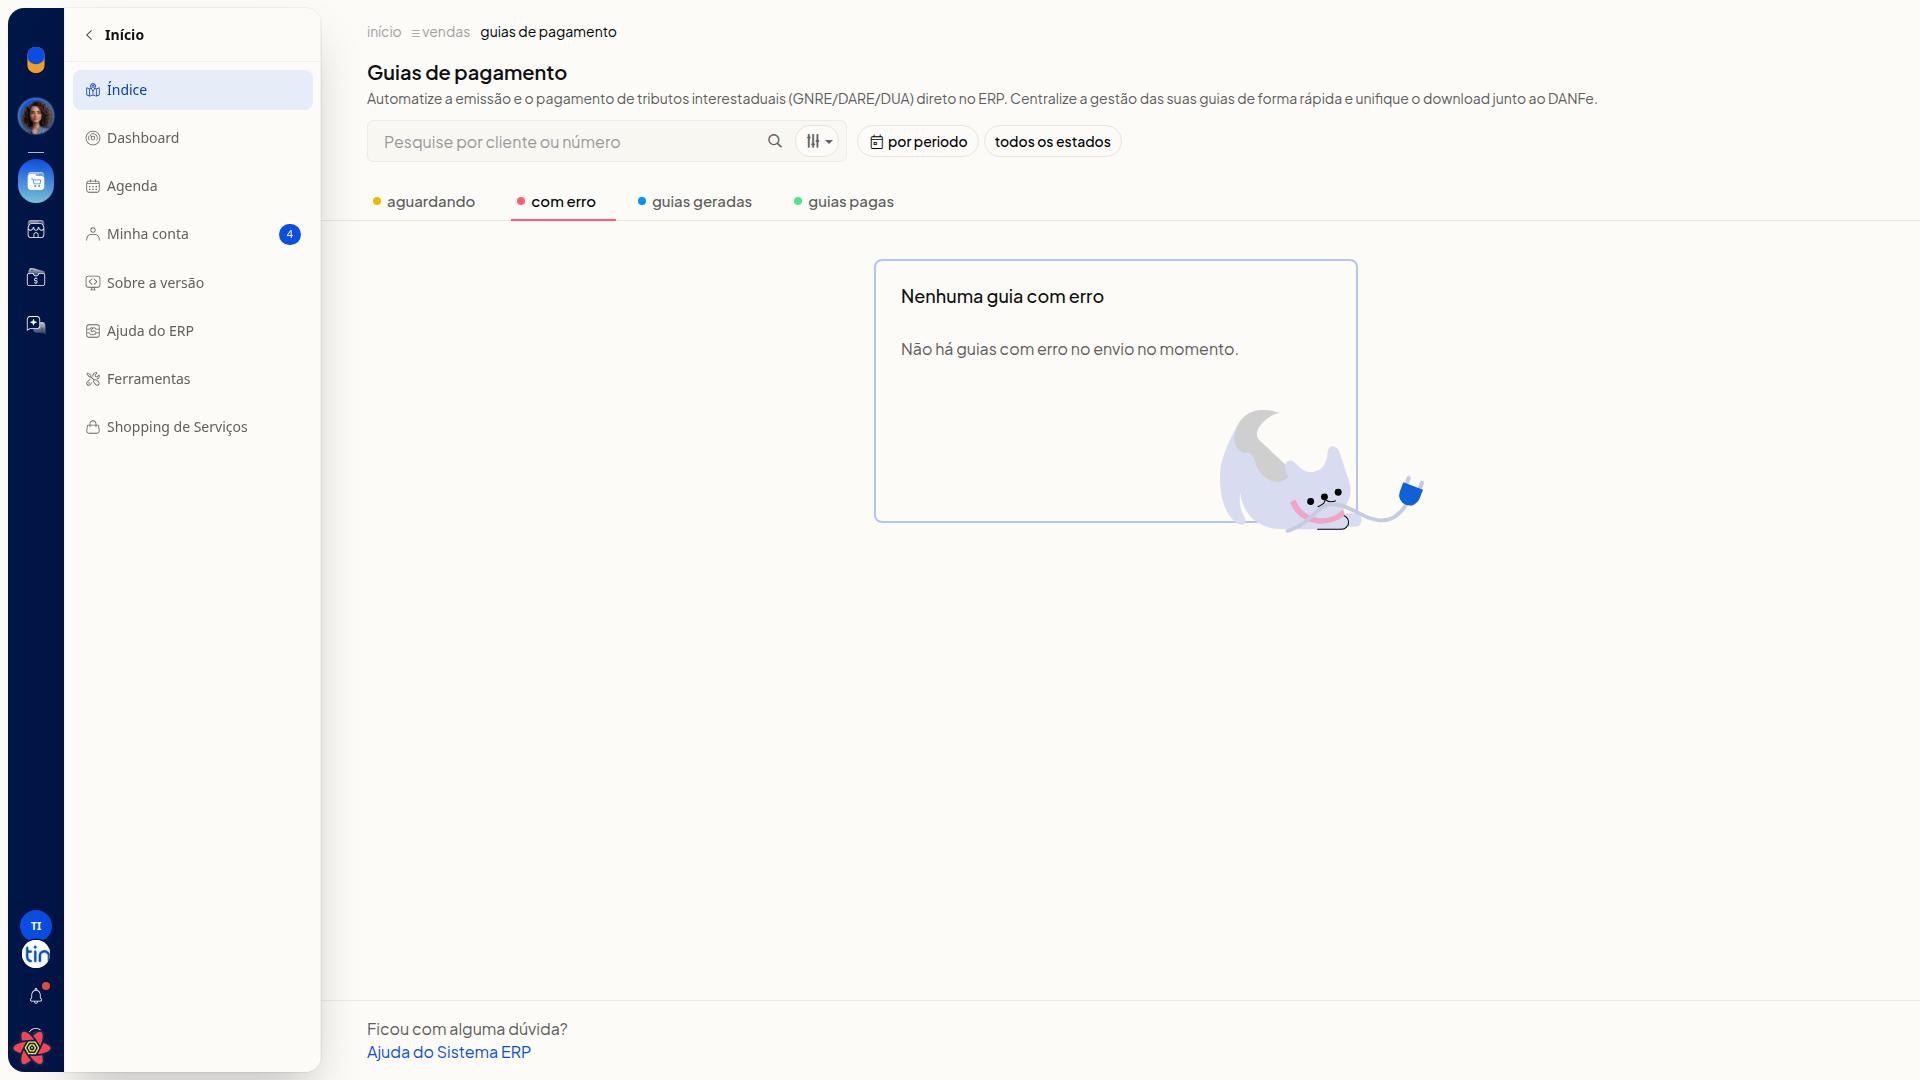 Início
Índice
Dashboard
Agenda
Minha conta
4
Sobre a versão
Ajuda do ERP
Ferramentas
Shopping de Serviços
TI
tin
início
vendas
guias de pagamento
Guias de pagamento
Automatize a emissão e o pagamento de tributos interestaduais (GNRE/DARE/DUA) direto no ERP. Centralize a gestão das suas guias de forma rápida e unifique o download junto ao DANFe.
Pesquise por cliente ou número
por periodo
todos os estados
aguardando
com erro
guias geradas
guias pagas
Nenhuma guia com erro
Não há guias com erro no envio no momento.
Ficou com alguma dúvida?
Ajuda do Sistema ERP